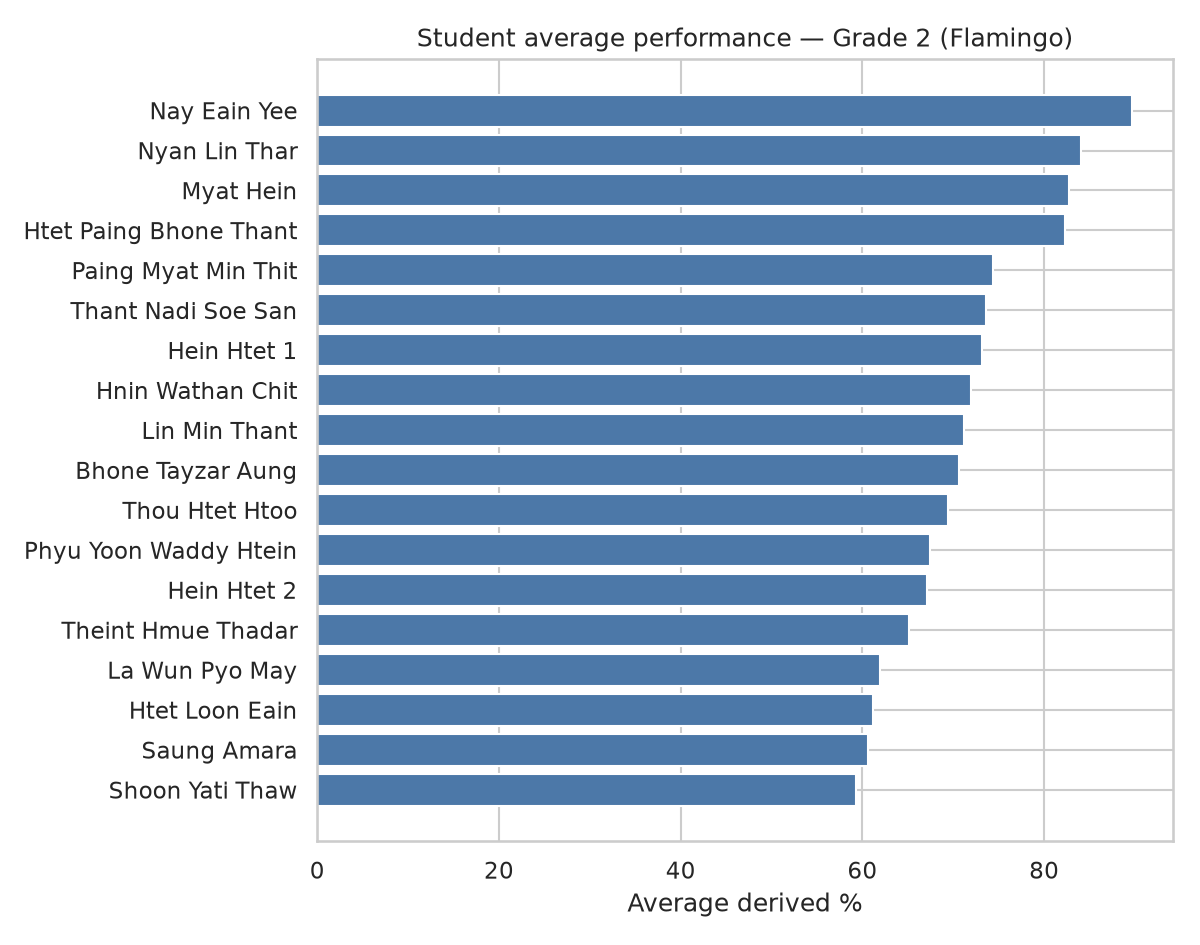 Student average performance — Grade 2 (Flamingo)
Nay Eain Yee
Nyan Lin Thar
Myat Hein
Htet Paing Bhone Thant
Paing Myat Min Thit
Thant Nadi Soe San
Hein Htet 1
Hnin Wathan Chit
Lin Min Thant
Bhone Tayzar Aung
Thou Htet Htoo
Phyu Yoon Waddy Htein
Hein Htet 2
Theint Hmue Thadar
La Wun Pyo May
Htet Loon Eain
Saung Amara
Shoon Yati Thaw
0 20 40 60 80
Average derived %